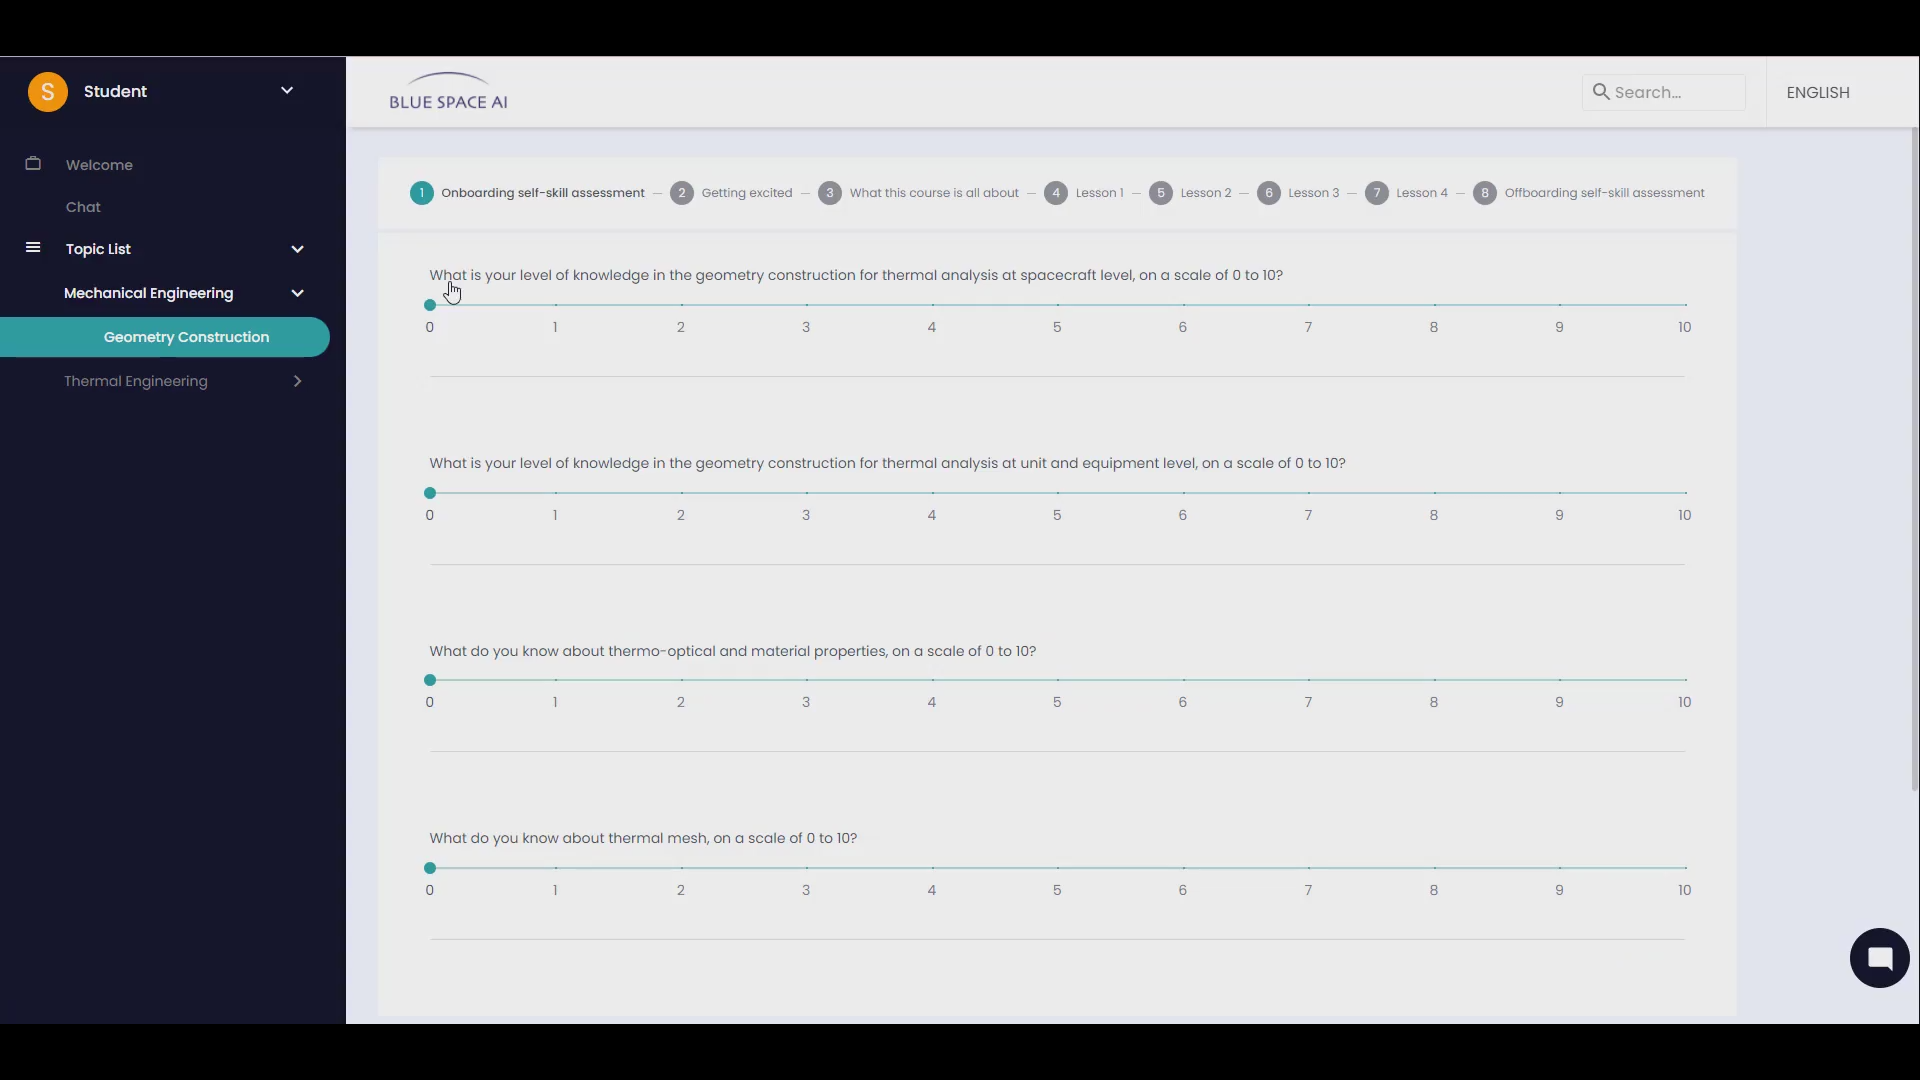 S
Student
Welcome
Chat
Topic List
Mechanical Engineering
Geometry Construction
Thermal Engineering
BLUE SPACE AI
Search...
ENGLISH
1 Onboarding self-skill assessment — 2 Getting excited — 3 What this course is all about — 4 Lesson 1 — 5 Lesson 2 — 6 Lesson 3 — 7 Lesson 4 — 8 Offboarding self-skill assessment
What is your level of knowledge in the geometry construction for thermal analysis at spacecraft level, on a scale of 0 to 10?
0 1 2 3 4 5 6 7 8 9 10
What is your level of knowledge in the geometry construction for thermal analysis at unit and equipment level, on a scale of 0 to 10?
0 1 2 3 4 5 6 7 8 9 10
What do you know about thermo-optical and material properties, on a scale of 0 to 10?
0 1 2 3 4 5 6 7 8 9 10
What do you know about thermal mesh, on a scale of 0 to 10?
0 1 2 3 4 5 6 7 8 9 10